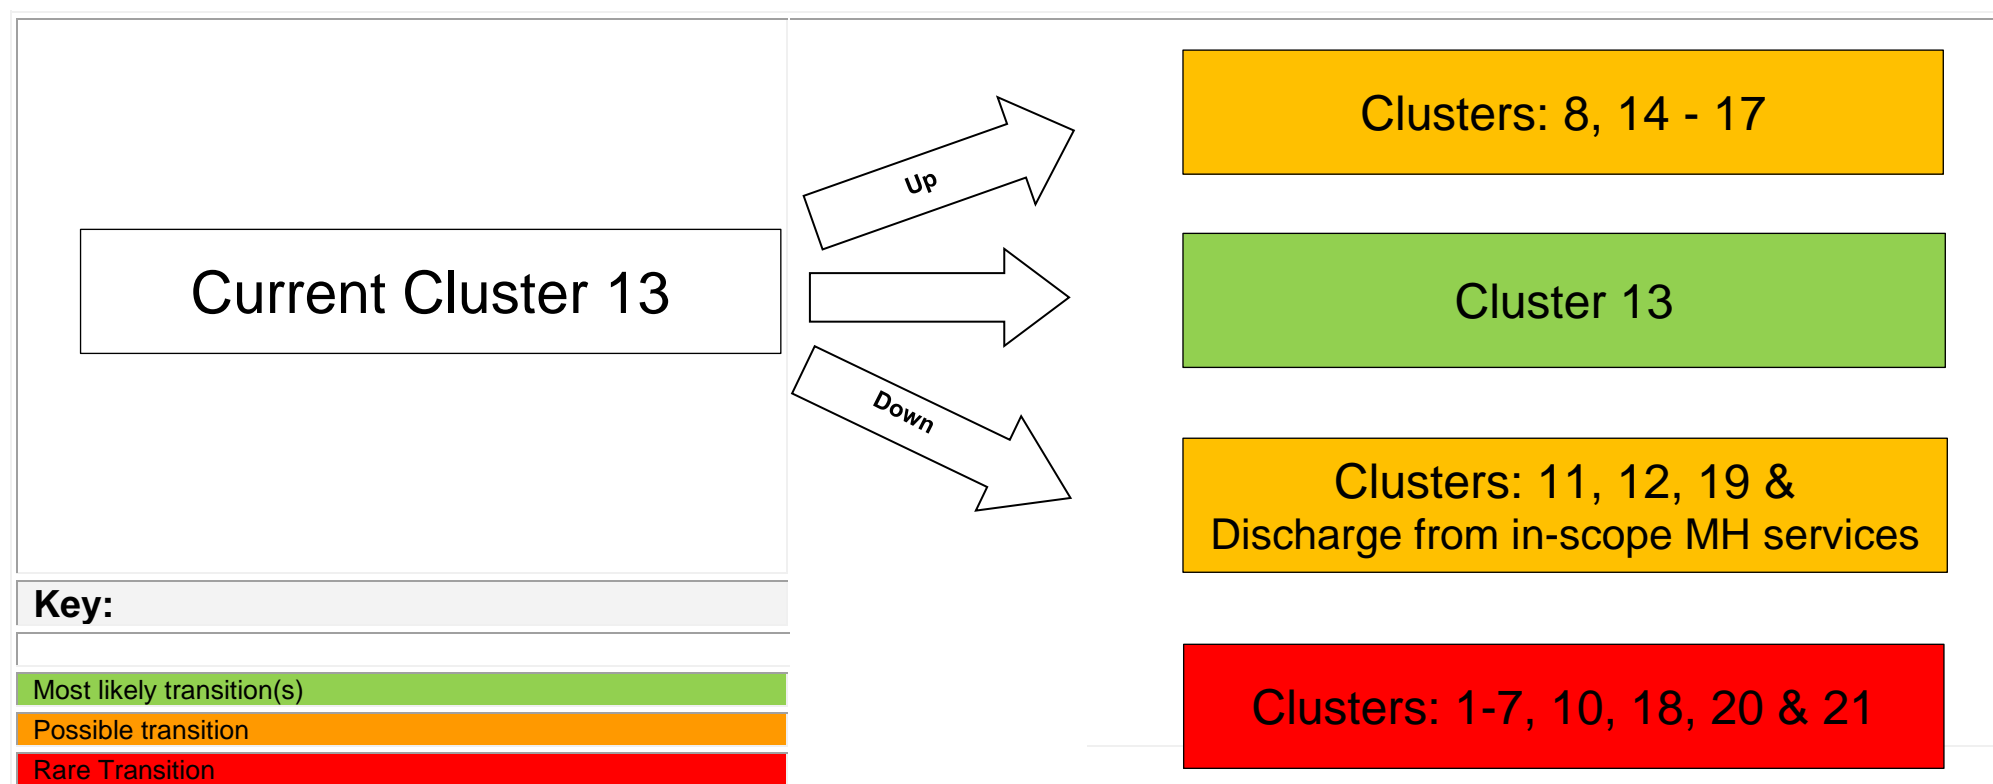 Current Cluster 13
Up
Down
Clusters: 8, 14 - 17
Cluster 13
Clusters: 11, 12, 19 &
Discharge from in-scope MH services
Clusters: 1-7, 10, 18, 20 & 21
Key:
Most likely transition(s)
Possible transition
Rare Transition